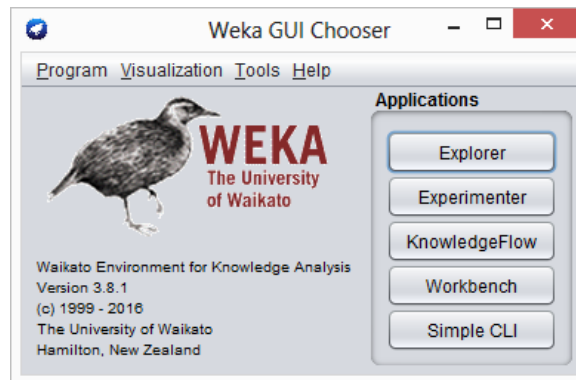 Weka GUI Chooser
Program Visualization Tools Help
WEKA
The University
of Waikato
Waikato Environment for Knowledge Analysis
Version 3.8.1
(c) 1999 - 2016
The University of Waikato
Hamilton, New Zealand
Applications
Explorer
Experimenter
KnowledgeFlow
Workbench
Simple CLI